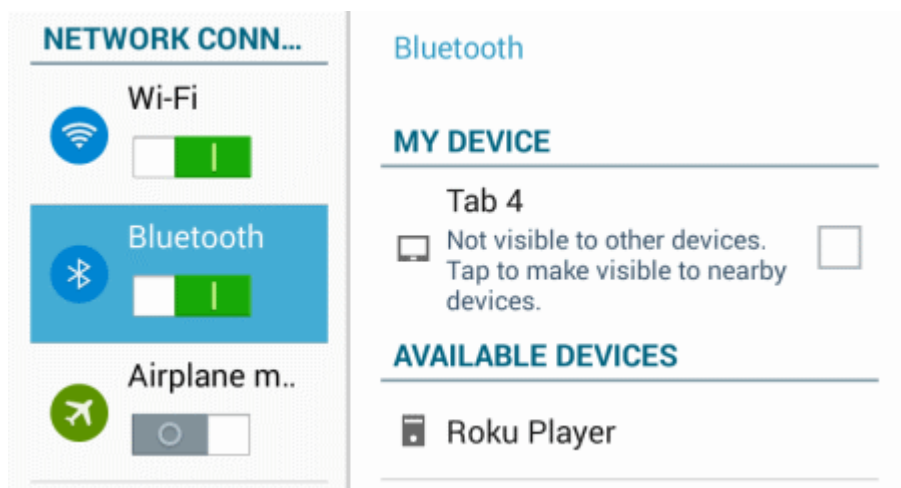 NETWORK CONN...
Wi-Fi
Bluetooth
Airplane m..
Bluetooth
MY DEVICE
Tab 4
Not visible to other devices.
Tap to make visible to nearby
devices.
AVAILABLE DEVICES
Roku Player